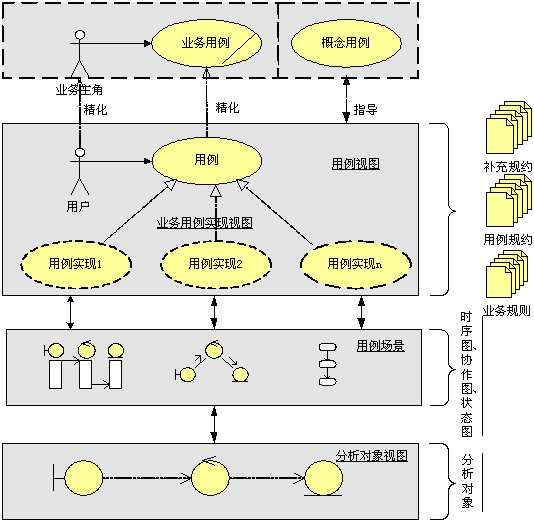 业务用例
概念用例
业务主角
精化
精化
指导
用例
用例视图
用户
业务用例实现视图
用例实现1
用例实现2
用例实现n
补充规约
用例规约
业务规则
用例场景
时序图、协作图、状态图
分析对象视图
分析对象